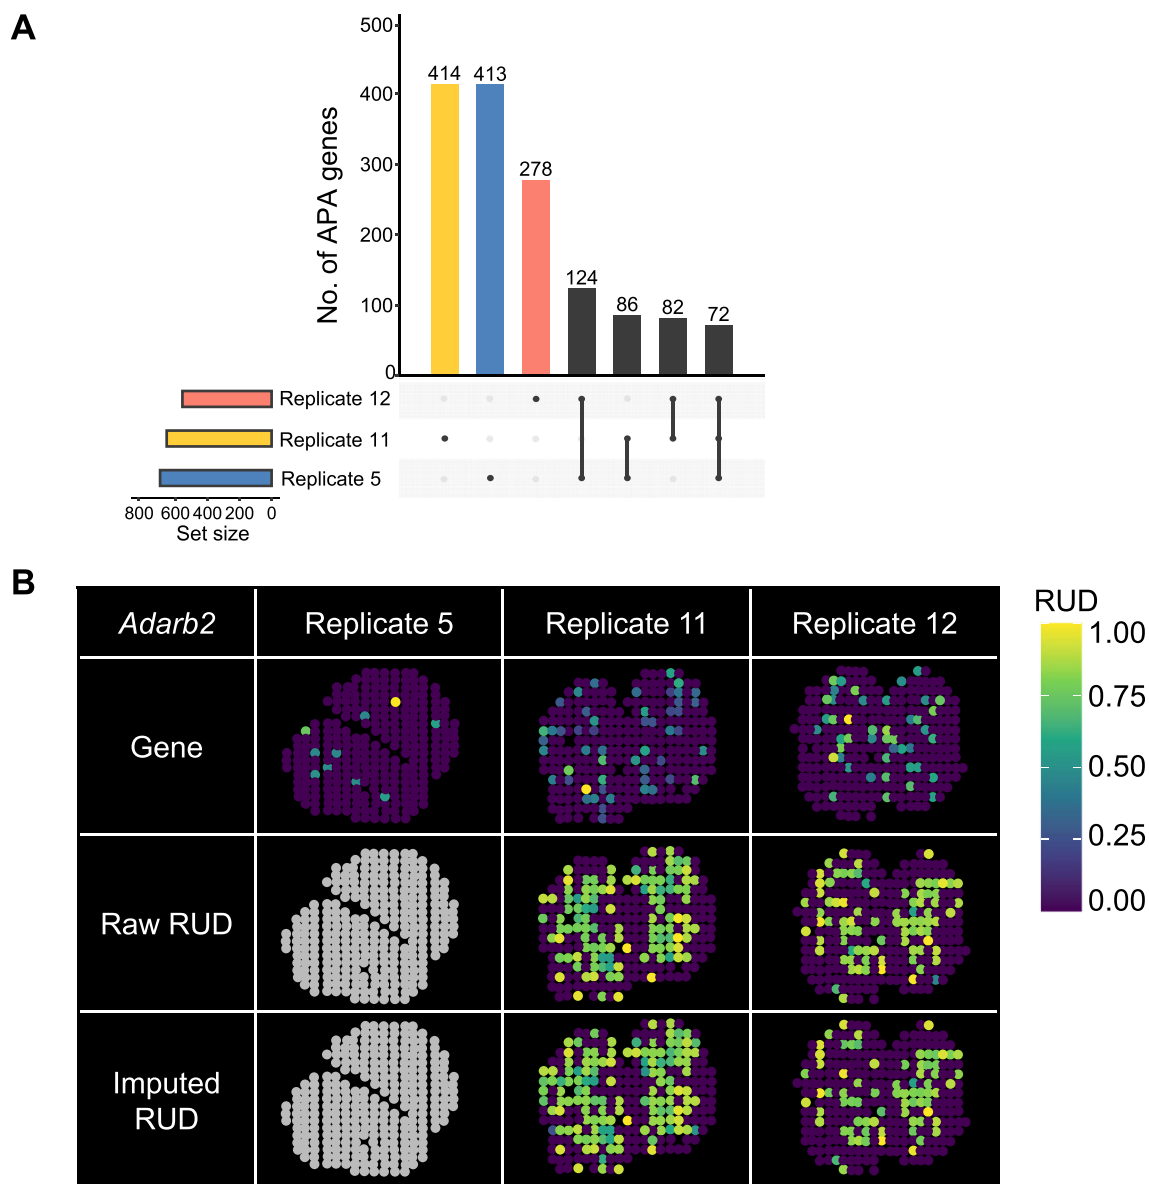 A
500
400
300
200
100
0
No. of APA genes
414 413
278
124
86
82
72
Replicate 12
Replicate 11
Replicate 5
800 600 400 200 0
Set size
B
Adarb2 Replicate 5 Replicate 11 Replicate 12
Gene
Raw RUD
Imputed
RUD
RUD
1.00
0.75
0.50
0.25
0.00